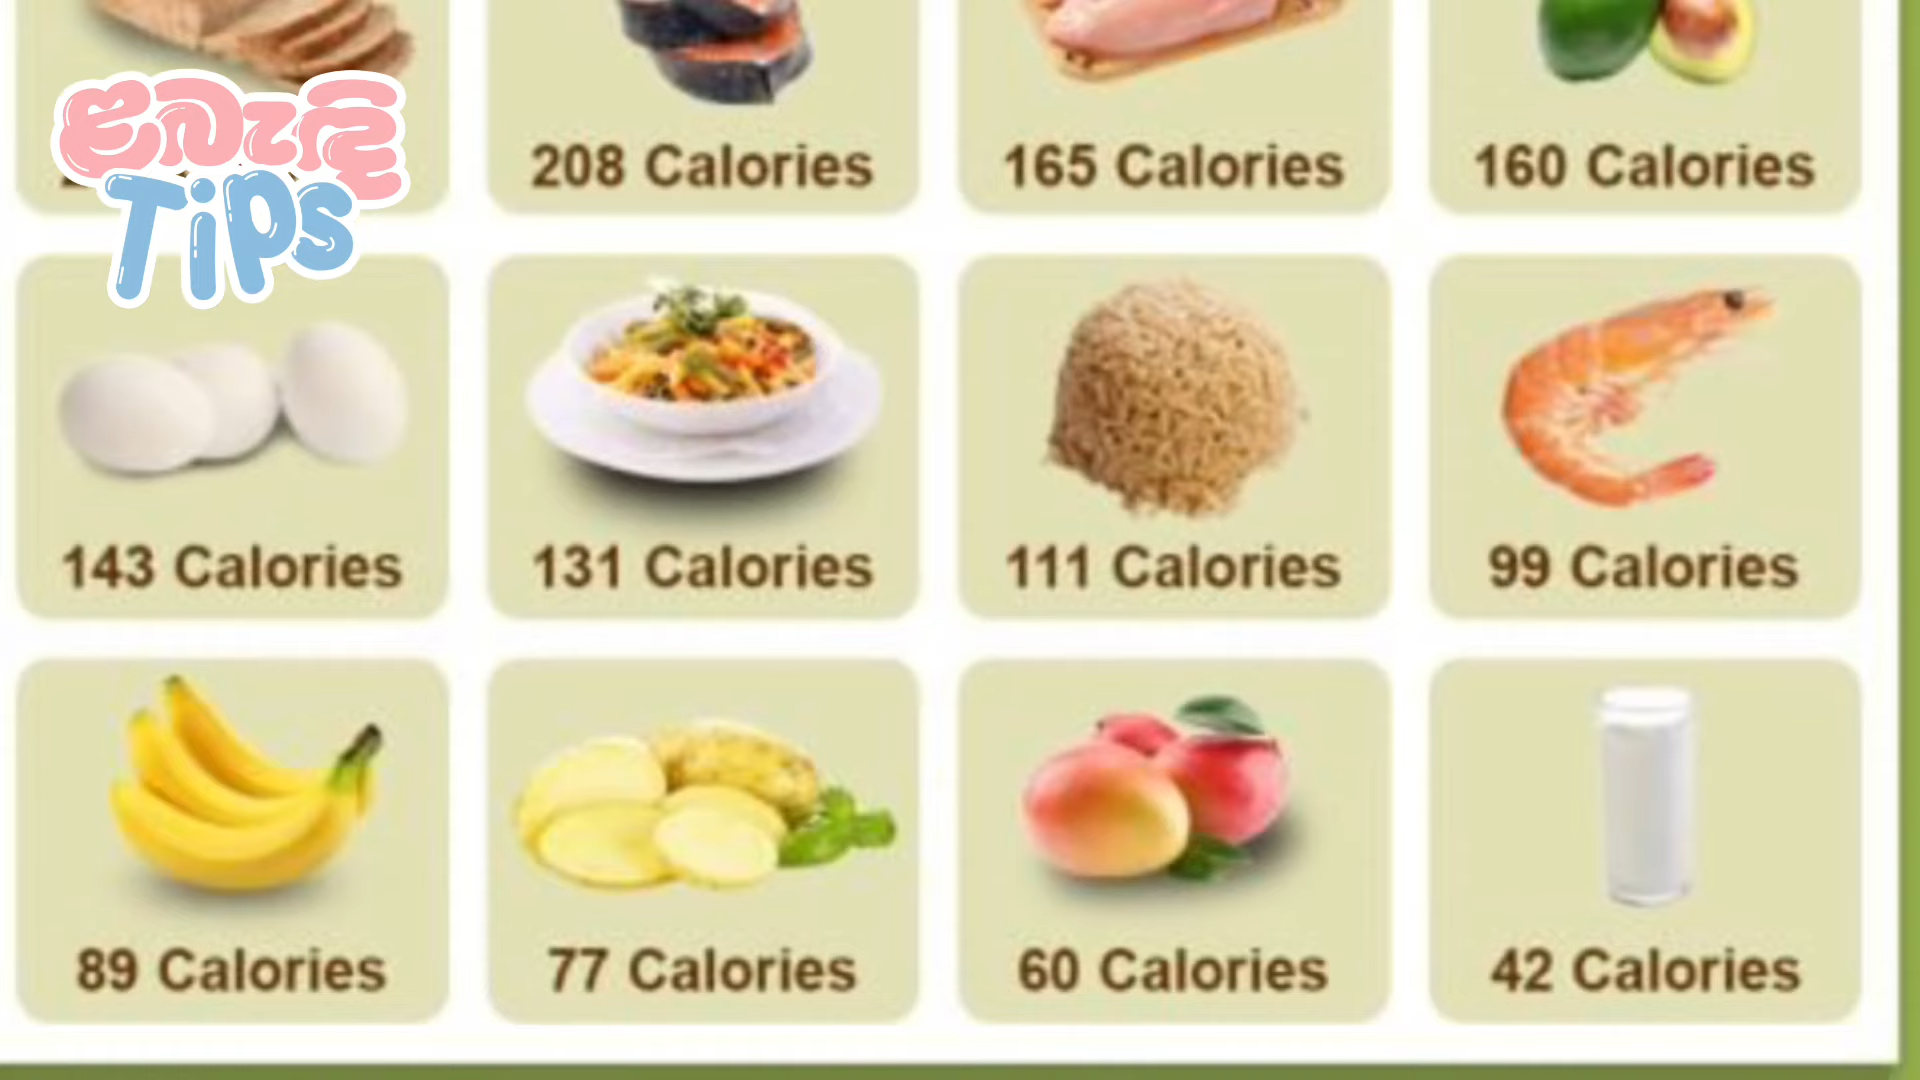 ළබැඳි
Tips
208 Calories
165 Calories
160 Calories
143 Calories
131 Calories
111 Calories
99 Calories
89 Calories
77 Calories
60 Calories
42 Calories